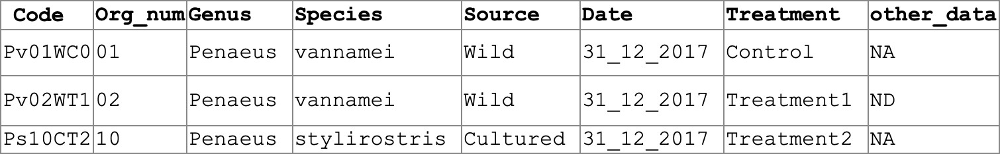 Code Org_num Genus Species Source Date Treatment other_data
Pv01WC0 01 Penaeus vannamei Wild 31_12_2017 Control NA
Pv02WT1 02 Penaeus vannamei Wild 31_12_2017 Treatment1 ND
Ps10CT2 10 Penaeus stylirostris Cultured 31_12_2017 Treatment2 NA